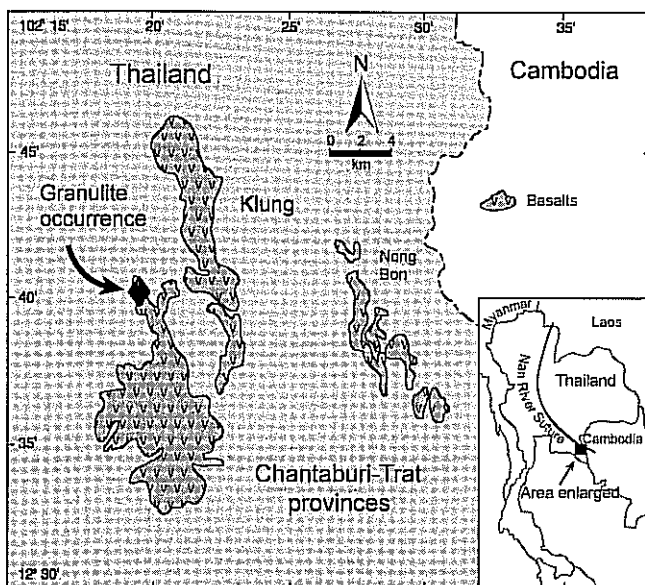 102° 15' 20' 25' 30' 35'
Thailand
N
Cambodia
0 2 4
km
45'
Granulite
occurrence
Klung
Basalts
Nong
Bon
40'
Myanmar
Laos
Thailand
Nan River Suture
Cambodia
35'
Area enlarged
Chantaburi-Trat
provinces
12° 30'